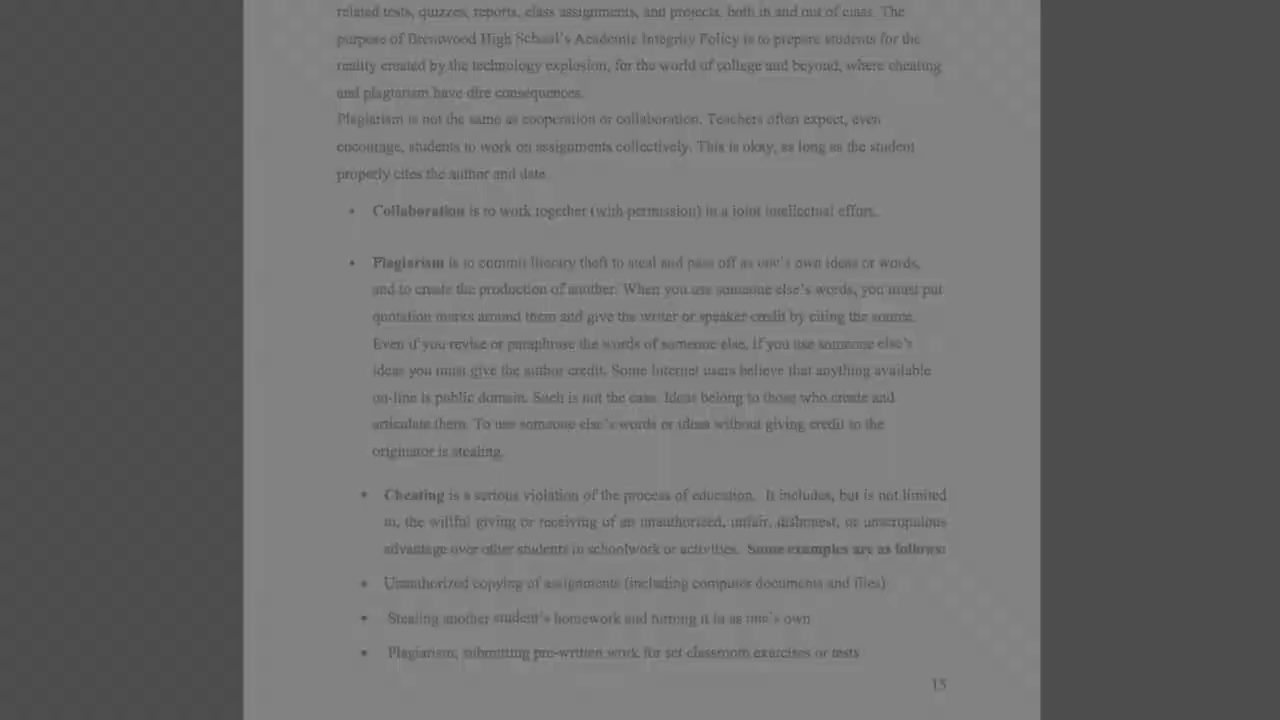 related tests, quizzes, reports, class assignments, and projects, both in and out of class. The
purpose of Brentwood High School's Academic Integrity Policy is to prepare students for the
reality created by the technology explosion, for the world of college and beyond, where cheating
and plagiarism have dire consequences.
Plagiarism is not the same as cooperation or collaboration. Teachers often expect, even
encourage, students to work on assignments collectively. This is okay, as long as the student
properly cites the author and date.
• Collaboration is to work together (with permission) in a joint intellectual effort.
• Plagiarism is to commit literary theft to steal and pass off as one's own ideas or words,
and to create the production of another. When you use someone else's words, you must put
quotation marks around them and give the writer or speaker credit by citing the source.
Even if you revise or paraphrase the words of someone else, if you use someone else's
ideas you must give the author credit. Some Internet users believe that anything available
on-line is public domain. Such is not the case. Ideas belong to those who create and
articulate them. To use someone else's words or ideas without giving credit to the
originator is stealing.
• Cheating is a serious violation of the process of education. It includes, but is not limited
to, the willful giving or receiving of an unauthorized, unfair, dishonest, or unscrupulous
advantage over other students in schoolwork or activities. Some examples are as follows:
• Unauthorized copying of assignments (including computer documents and files)
• Stealing another student's homework and turning it in as one's own
• Plagiarism, submitting pre-written work for set classroom exercises or tests
15